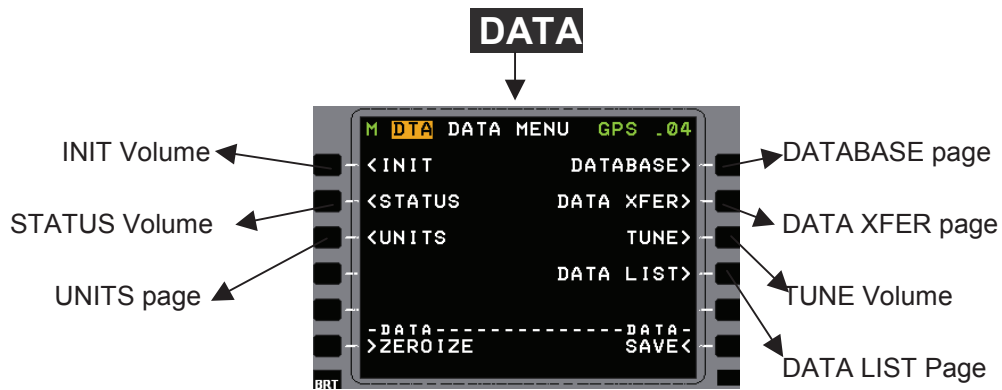 DATA
M DTA DATA MENU GPS .04
INIT Volume
<INIT
DATABASE>
DATABASE page
STATUS Volume
<STATUS
DATA XFER>
DATA XFER page
UNITS page
<UNITS
TUNE>
TUNE Volume
DATA LIST>
DATA LIST Page
-DATA--------------DATA-
>ZEROIZE
SAVE<
BRT